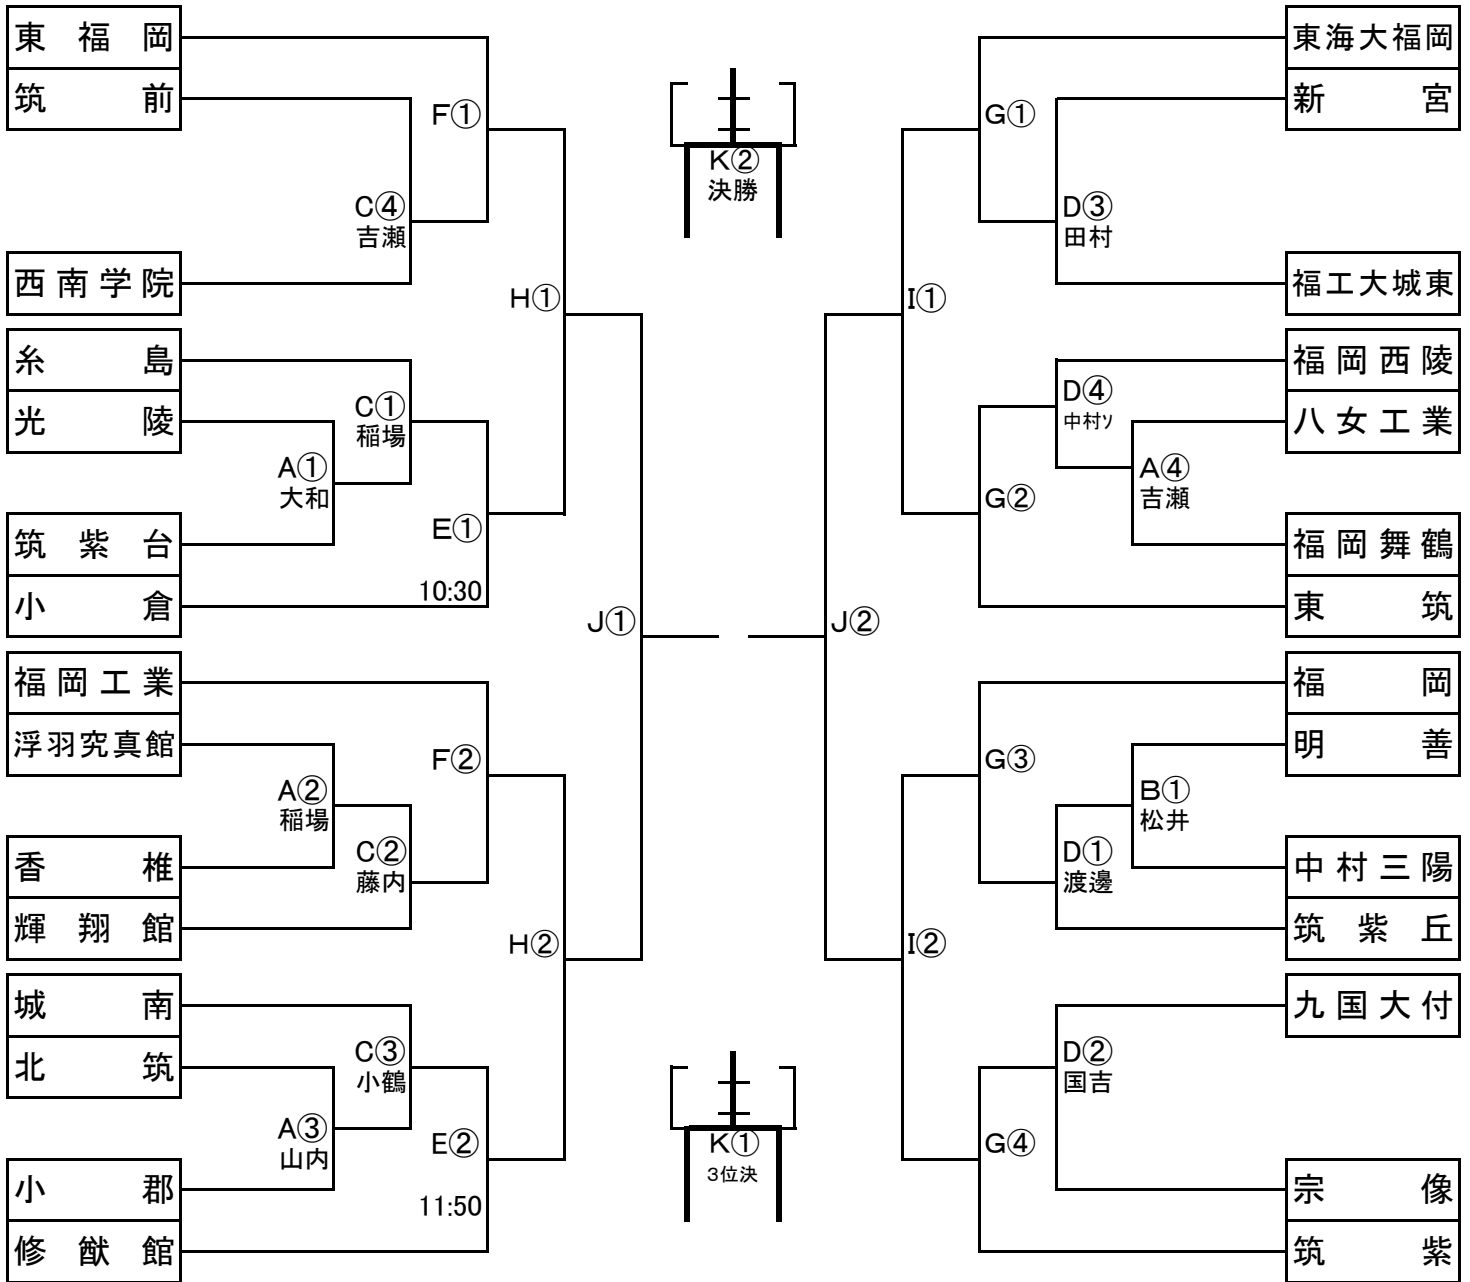 東福岡
筑前
F①
C④
吉瀬
西南学院
H①
糸島
光陵
C①
稲場
A①
大和
筑紫台
E①
小倉
10:30
J①
福岡工業
浮羽究真館
F②
A②
稲場
香椎
C②
藤内
輝翔館
H②
城南
北筑
C③
小鶴
A③
山内
E②
小郡
11:50
修猷館
K②
決勝
K①
3位決
東海大福岡
新宮
G①
D③
田村
福工大城東
I①
福岡西陵
D④
中村ソ
八女工業
A④
吉瀬
G②
福岡舞鶴
東筑
J②
福岡
明善
G③
B①
松井
D①
渡邊
中村三陽
筑紫丘
I②
九国大付
D②
国吉
G④
宗像
筑紫